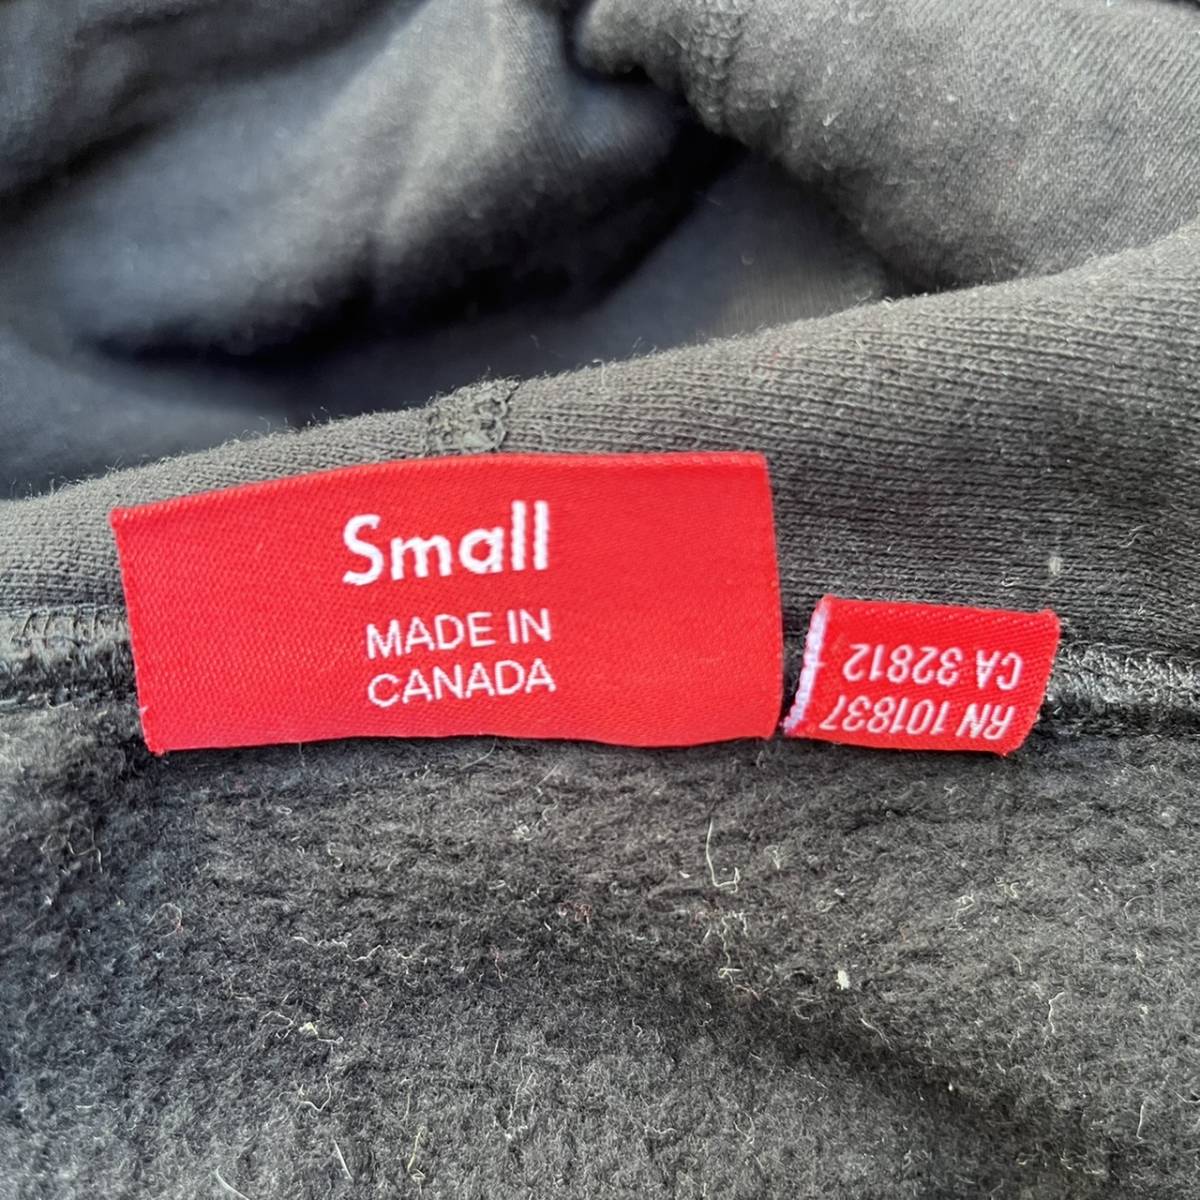 Small
MADE IN
CANADA
RN 101837
CA 32812